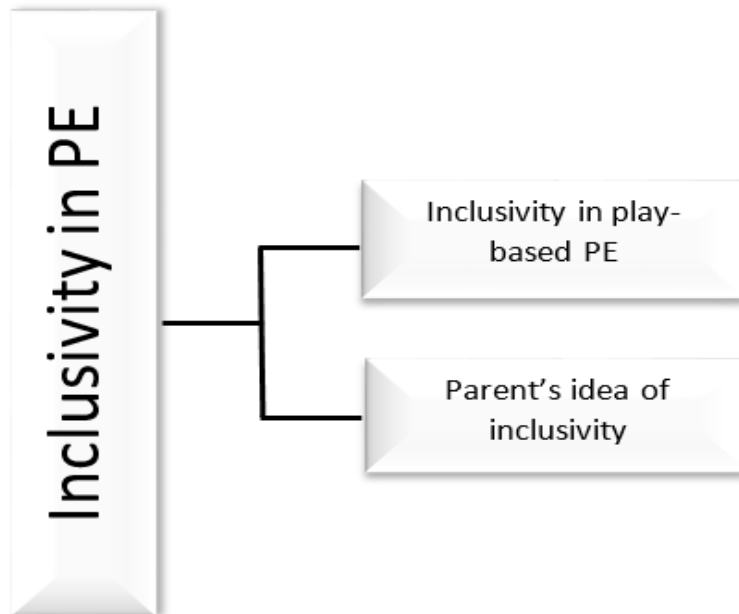 Inclusivity in PE
Inclusivity in play-
based PE
Parent’s idea of
inclusivity